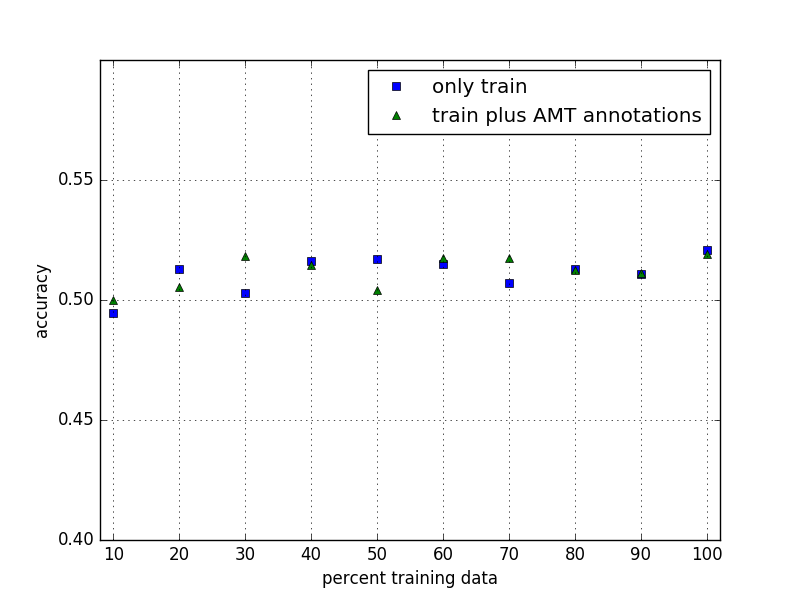 only train
train plus AMT annotations
0.55
0.50
0.45
0.40
accuracy
10 20 30 40 50 60 70 80 90 100
percent training data